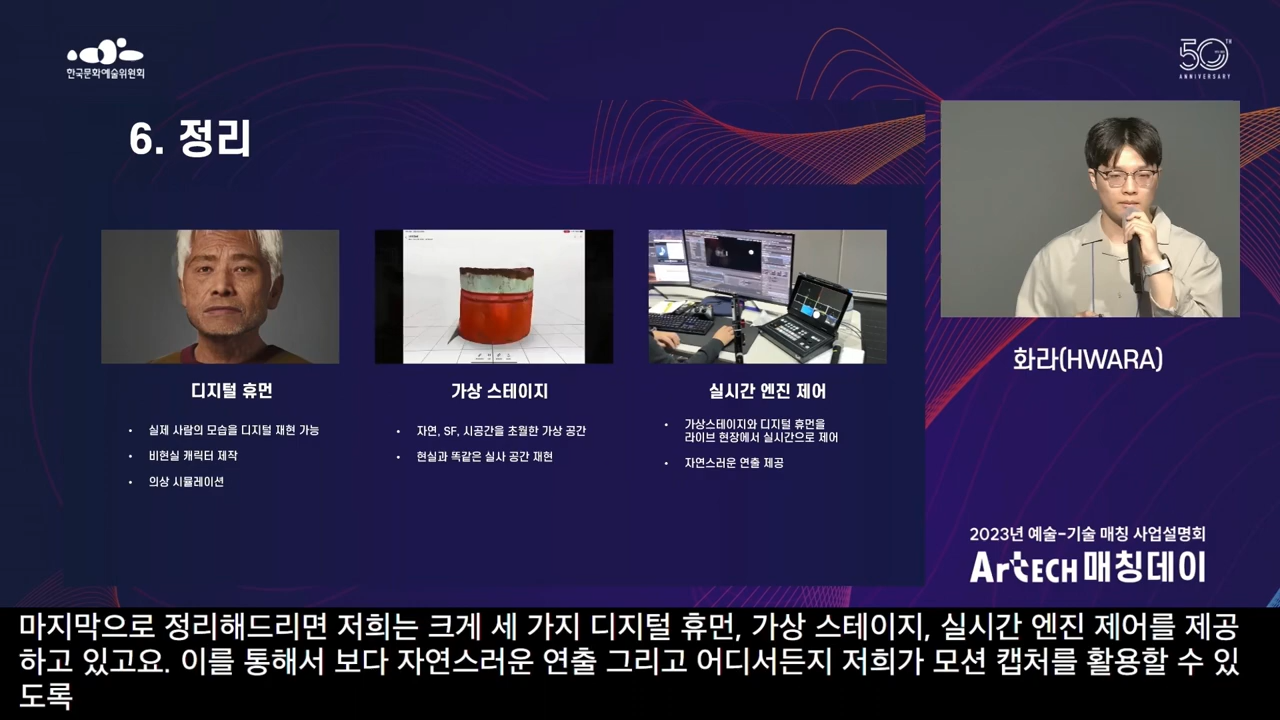 한국문화예술위원회
50TH
ANNIVERSARY
6. 정리
디지털 휴먼
• 실제 사람의 모습을 디지털 재현 가능
• 비현실 캐릭터 제작
• 의상 시뮬레이션
가상 스테이지
• 자연, SF, 시공간을 초월한 가상 공간
• 현실과 똑같은 실사 공간 재현
실시간 엔진 제어
• 가상스테이지와 디지털 휴먼을
라이브 현장에서 실시간으로 제어
• 자연스러운 연출 제공
화라(HWARA)
2023년 예술-기술 매칭 사업설명회
ArtECH 매칭데이
마지막으로 정리해드리면 저희는 크게 세 가지 디지털 휴먼, 가상 스테이지, 실시간 엔진 제어를 제공
하고 있고요. 이를 통해서 보다 자연스러운 연출 그리고 어디서든지 저희가 모션 캡처를 활용할 수 있
도록